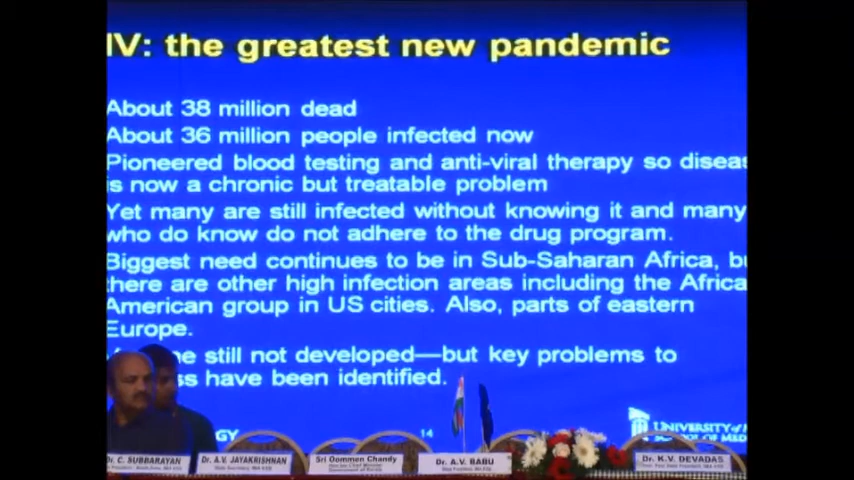 IV: the greatest new pandemic
About 38 million dead
About 36 million people infected now
Pioneered blood testing and anti-viral therapy so diseas
is now a chronic but treatable problem
Yet many are still infected without knowing it and many
who do know do not adhere to the drug program.
Biggest need continues to be in Sub-Saharan Africa, bu
there are other high infection areas including the Africa
American group in US cities. Also, parts of eastern
Europe.
still not developed—but key problems to
have been identified.
14
UNIVERSITY of
SCHOOL OF MED
Dr. C. SUBBARAYAN
Dr. A.V. JAYAKRISHNAN
Sri Oommen Chandy
Dr. A.V. BABU
Dr. K.V. DEVADAS